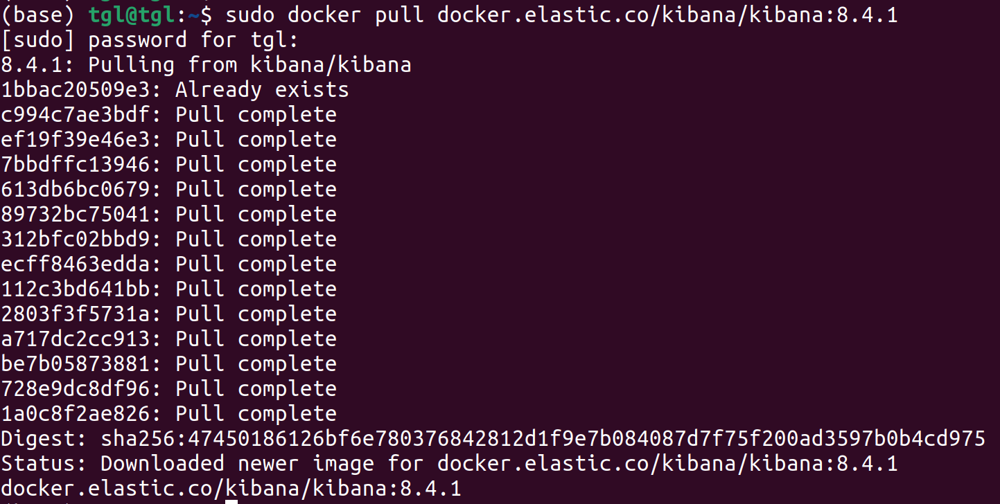 (base) tgl@tgl:~$ sudo docker pull docker.elastic.co/kibana/kibana:8.4.1
[sudo] password for tgl:
8.4.1: Pulling from kibana/kibana
1bbac20509e3: Already exists
c994c7ae3bdf: Pull complete
ef19f39e46e3: Pull complete
7bbdffc13946: Pull complete
613db6bc0679: Pull complete
89732bc75041: Pull complete
312bfc02bbd9: Pull complete
ecff8463edda: Pull complete
112c3bd641bb: Pull complete
2803f3f5731a: Pull complete
a717dc2cc913: Pull complete
be7b05873881: Pull complete
728e9dc8df96: Pull complete
1a0c8f2ae826: Pull complete
Digest: sha256:47450186126bf6e780376842812d1f9e7b084087d7f75f200ad3597b0b4cd975
Status: Downloaded newer image for docker.elastic.co/kibana/kibana:8.4.1
docker.elastic.co/kibana/kibana:8.4.1